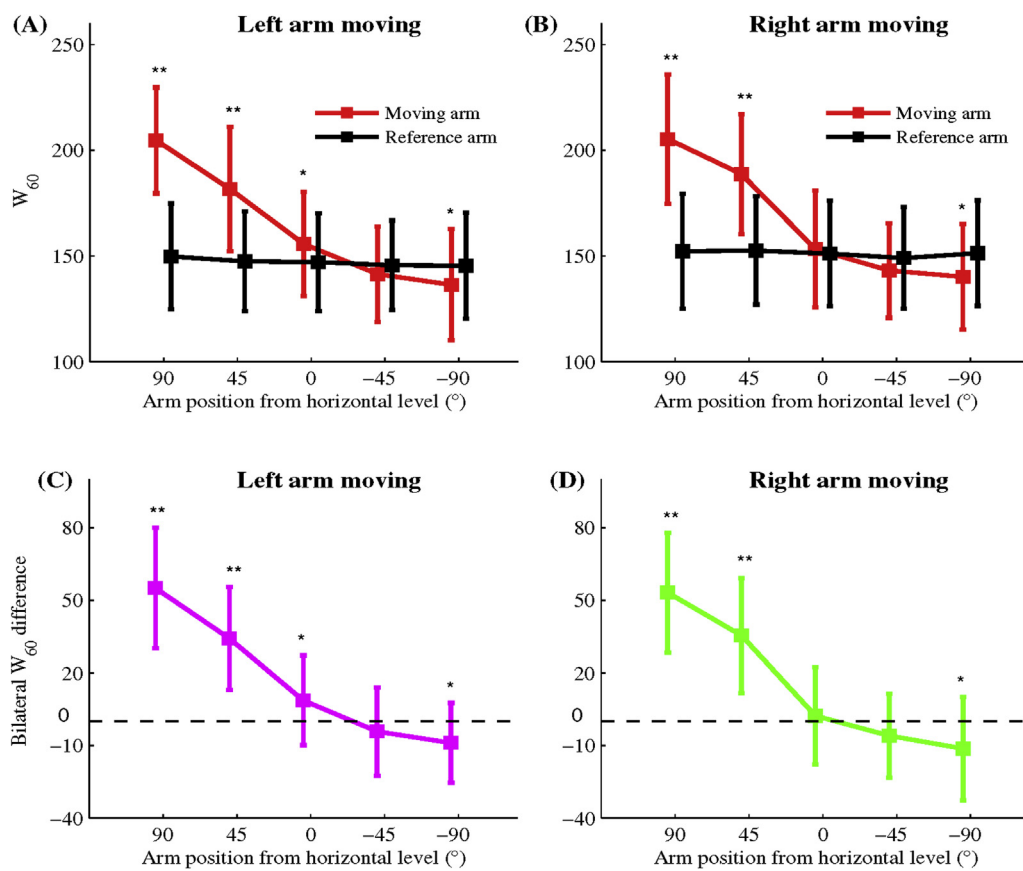 (A) Left arm moving
250
200
150
100
W60
** ** * *
Moving arm
Reference arm
90 45 0 −45 −90
Arm position from horizontal level (°)
(B) Right arm moving
250
200
150
100
** ** *
Moving arm
Reference arm
90 45 0 −45 −90
Arm position from horizontal level (°)
(C) Left arm moving
80
50
20
0
−10
−40
Bilateral W60 difference
** ** * *
90 45 0 −45 −90
Arm position from horizontal level (°)
(D) Right arm moving
80
50
20
0
−10
−40
** ** *
90 45 0 −45 −90
Arm position from horizontal level (°)